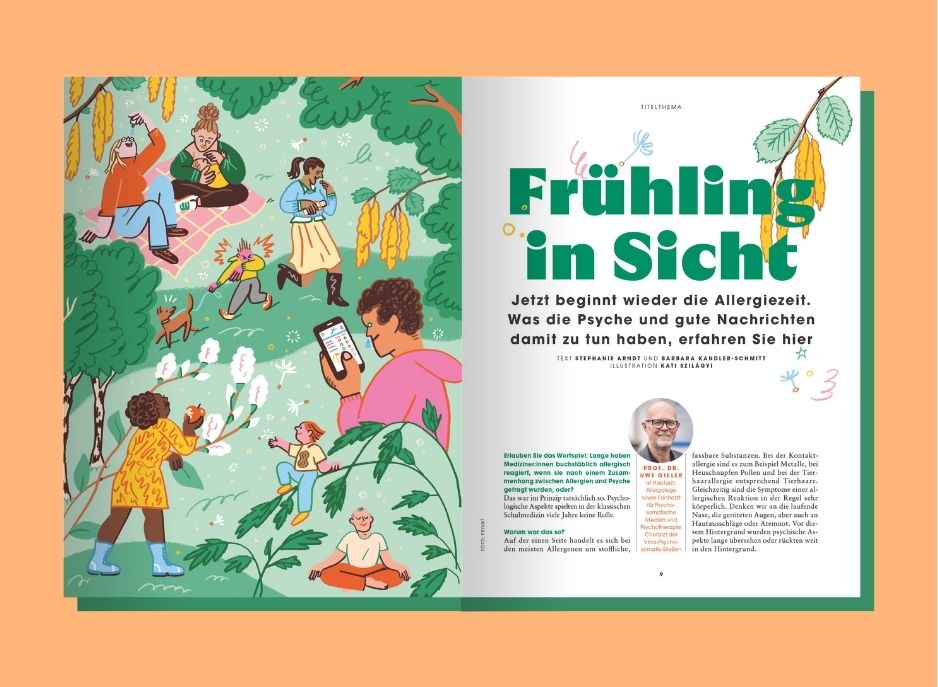 TITELTHEMA
Frühling
in Sicht
Jetzt beginnt wieder die Allergiezeit.
Was die Psyche und gute Nachrichten
damit zu tun haben, erfahren Sie hier
TEXT STEPHANIE ARNDT UND BARBARA KANDLER-SCHMITT
ILLUSTRATION KATI SZILÁGYI
Erlauben Sie das Wortspiel: Lange haben
Mediziner:innen buchstäblich allergisch
reagiert, wenn sie nach einem Zusam-
menhang zwischen Allergien und Psyche
gefragt wurden, oder?
Das war im Prinzip tatsächlich so. Psycho-
logische Aspekte spielten in der klassischen
Schulmedizin viele Jahre keine Rolle.
Warum war das so?
Auf der einen Seite handelt es sich bei
den meisten Allergenen um stoffliche,
PROF. DR.
UWE GIELER
ist Hautarzt,
Allergologe
sowie Facharzt
für Psycho-
somatische
Medizin und
Psychotherapie,
Chefarzt der
Vitos-Psycho-
somatik Gießen
fassbare Substanzen. Bei der Kontakt-
allergie sind es zum Beispiel Metalle, bei
Heuschnupfen Pollen und bei der Tier-
haarallergie entsprechend Tierhaare.
Gleichzeitig sind die Symptome einer al-
lergischen Reaktion in der Regel sehr
körperlich. Denken wir an die laufende
Nase, die geröteten Augen, aber auch an
Hautausschläge oder Atemnot. Vor die-
sem Hintergrund wurden psychische As-
pekte lange übersehen oder rückten weit
in den Hintergrund.
FOTO: PRIVAT
9
8